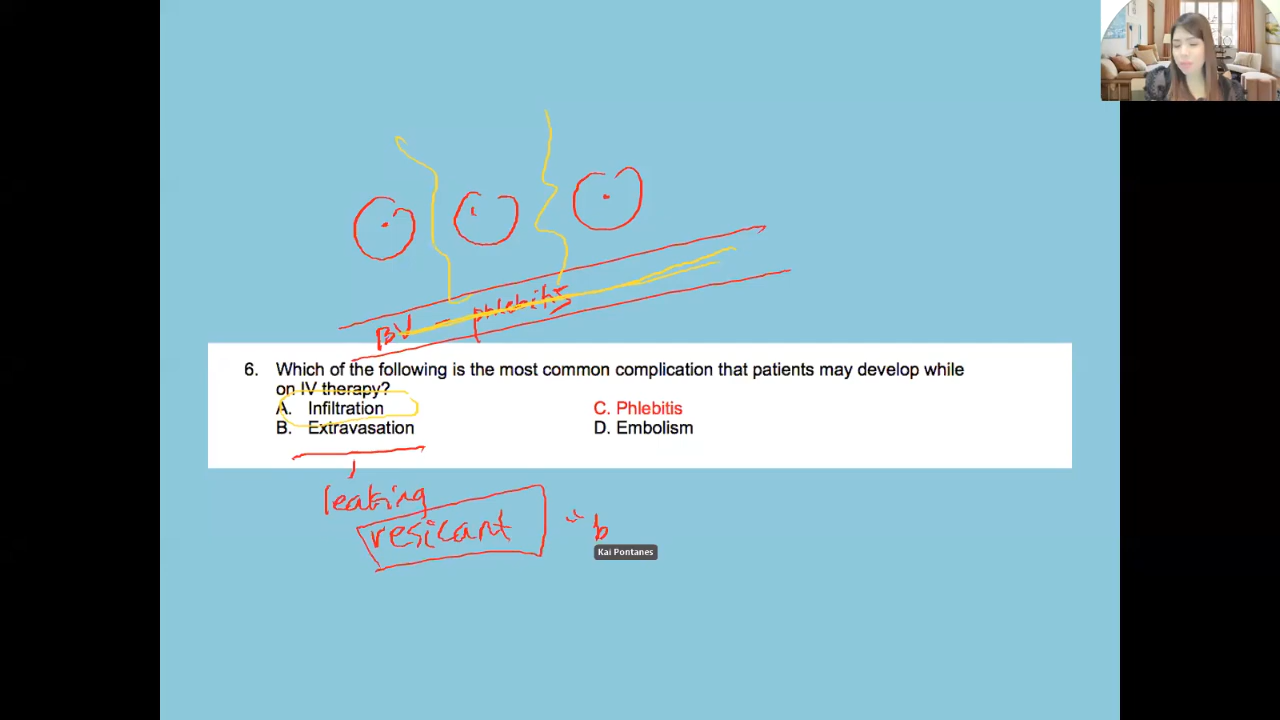 BV - phlebitis
6. Which of the following is the most common complication that patients may develop while
on IV therapy?
A. Infiltration
C. Phlebitis
B. Extravasation
D. Embolism
leaking
resicant
" b
Kai Pontanes